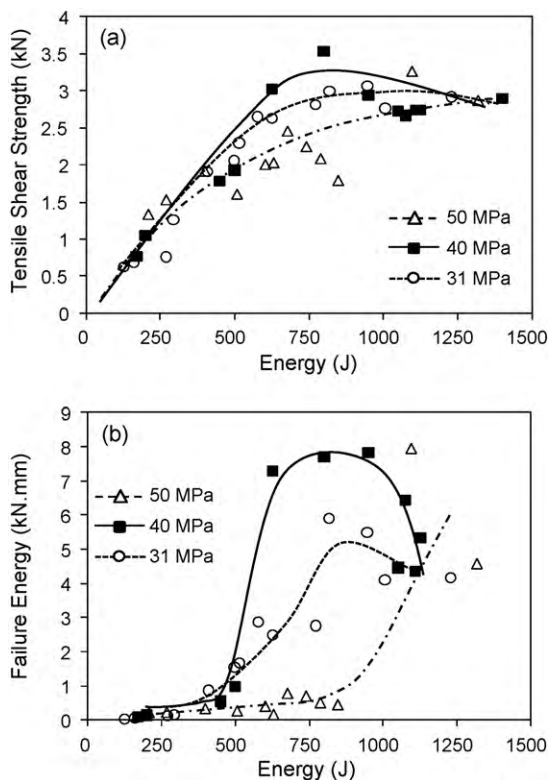 (a)
Tensile Shear Strength (kN)
4
3.5
3
2.5
2
1.5
1
0.5
0
50 MPa
40 MPa
31 MPa
0 250 500 750 1000 1250 1500
Energy (J)
(b)
Failure Energy (kN.mm)
9
8
7
6
5
4
3
2
1
0
50 MPa
40 MPa
31 MPa
0 250 500 750 1000 1250 1500
Energy (J)